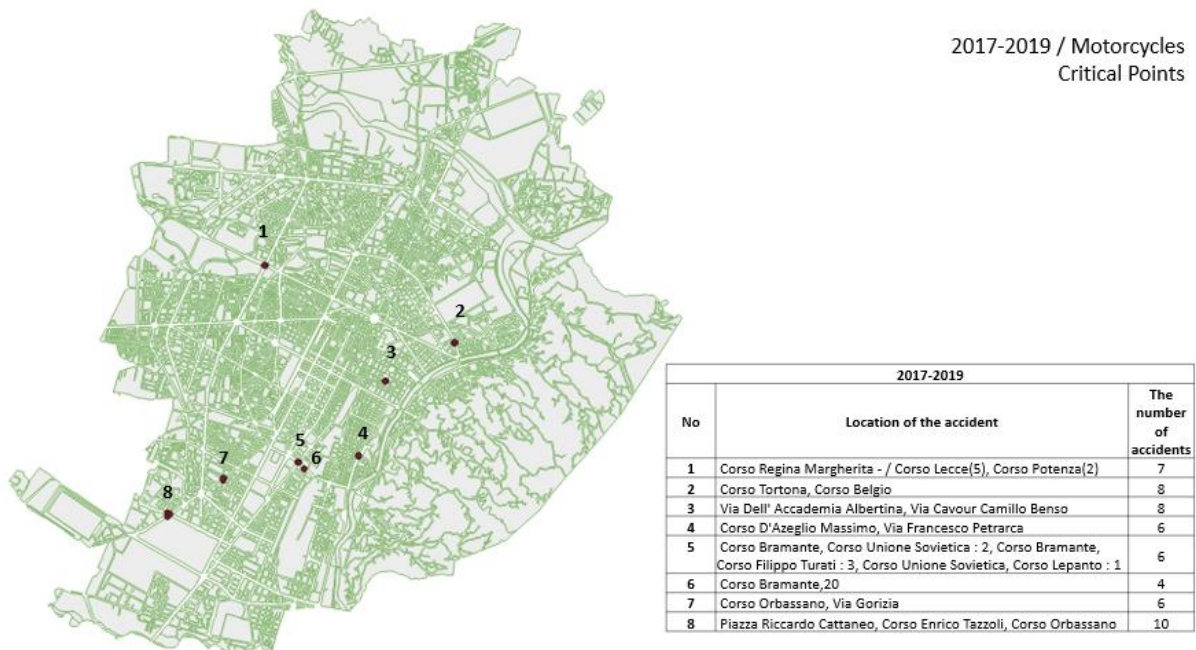 2017-2019 / Motorcycles
Critical Points
1
2
3
4
5
6
7
8
2017-2019
No Location of the accident The number of accidents
1 Corso Regina Margherita - / Corso Lecce(5), Corso Potenza(2) 7
2 Corso Tortona, Corso Belgio 8
3 Via Dell' Accademia Albertina, Via Cavour Camillo Benso 8
4 Corso D'Azeglio Massimo, Via Francesco Petrarca 6
5 Corso Bramante, Corso Unione Sovietica : 2, Corso Bramante,
Corso Filippo Turati : 3, Corso Unione Sovietica, Corso Lepanto : 1 6
6 Corso Bramante,20 4
7 Corso Orbassano, Via Gorizia 6
8 Piazza Riccardo Cattaneo, Corso Enrico Tazzoli, Corso Orbassano 10